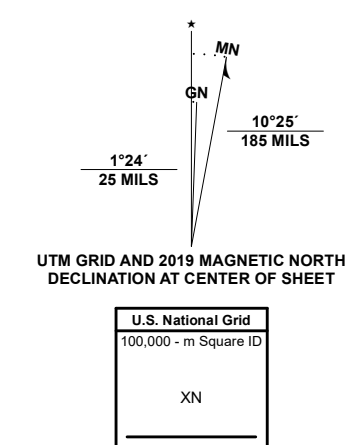 ★
MN
GN
10°25´
185 MILS
1°24´
25 MILS
UTM GRID AND 2019 MAGNETIC NORTH
DECLINATION AT CENTER OF SHEET
U.S. National Grid
100,000 - m Square ID
XN